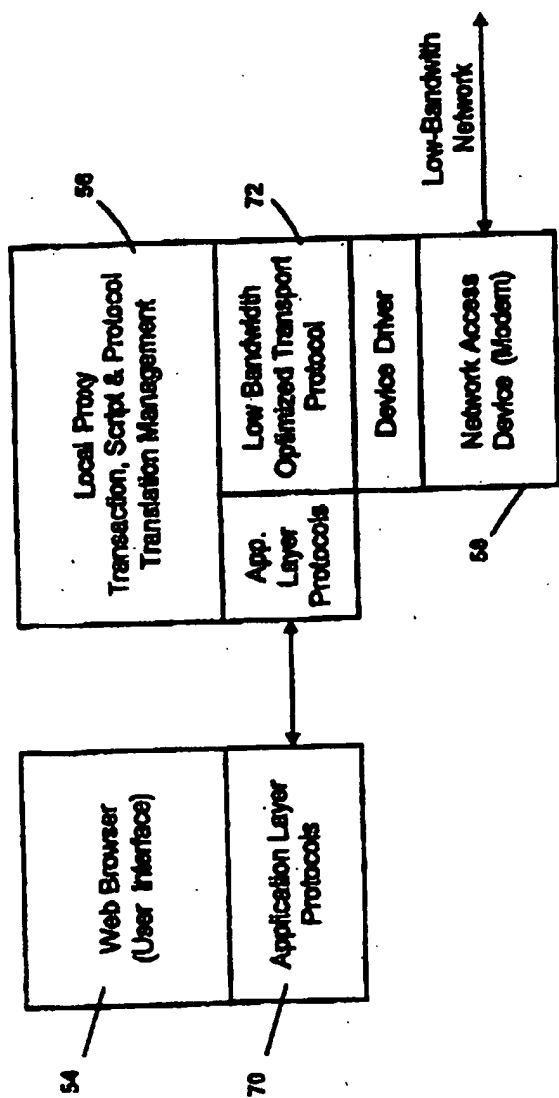 54
Web Browser
(User Interface)
70
Application Layer
Protocols
56
Local Proxy
Transaction, Script & Protocol
Translation Management
App.
Layer
Protocols
72
Low Bandwidth
Optimized Transport
Protocol
Device Driver
Network Access
Device (Modem)
58
Low-Bandwith
Network